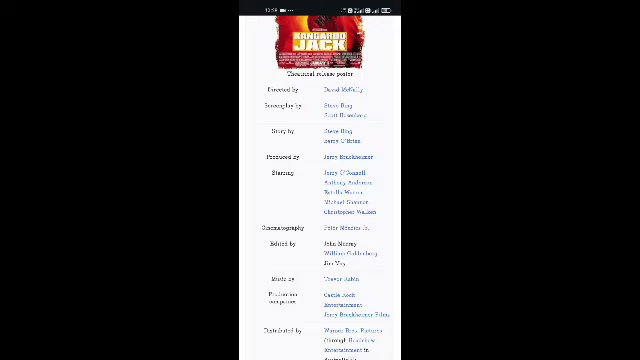 KANGAROO
JACK
Theatrical release poster
Directed by
David McNally
Screenplay by
Steve Bing
Scott Rosenberg
Story by
Steve Bing
Barry O'Brien
Produced by
Jerry Bruckheimer
Starring
Jerry O'Connell
Anthony Anderson
Estella Warren
Michael Shannon
Christopher Walken
Cinematography
Peter Menzies Jr.
Edited by
John Murray
William Goldenberg
Jim May
Music by
Trevor Rabin
Production
companies
Castle Rock
Entertainment
Jerry Bruckheimer Films
Distributed by
Warner Bros. Pictures
(through Roadshow
Entertainment in